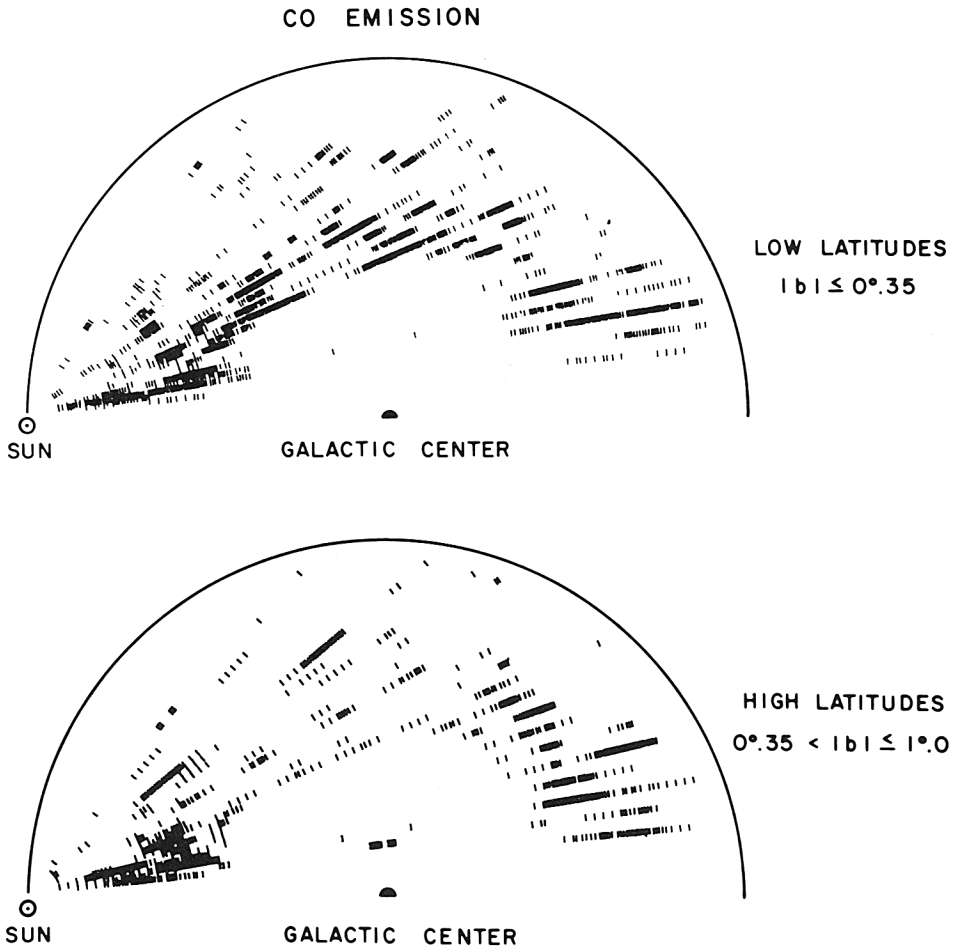 CO EMISSION
LOW LATITUDES
|b| ≤ 0°.35
SUN
GALACTIC CENTER
HIGH LATITUDES
0°.35 < |b| ≤ 1°.0
SUN
GALACTIC CENTER